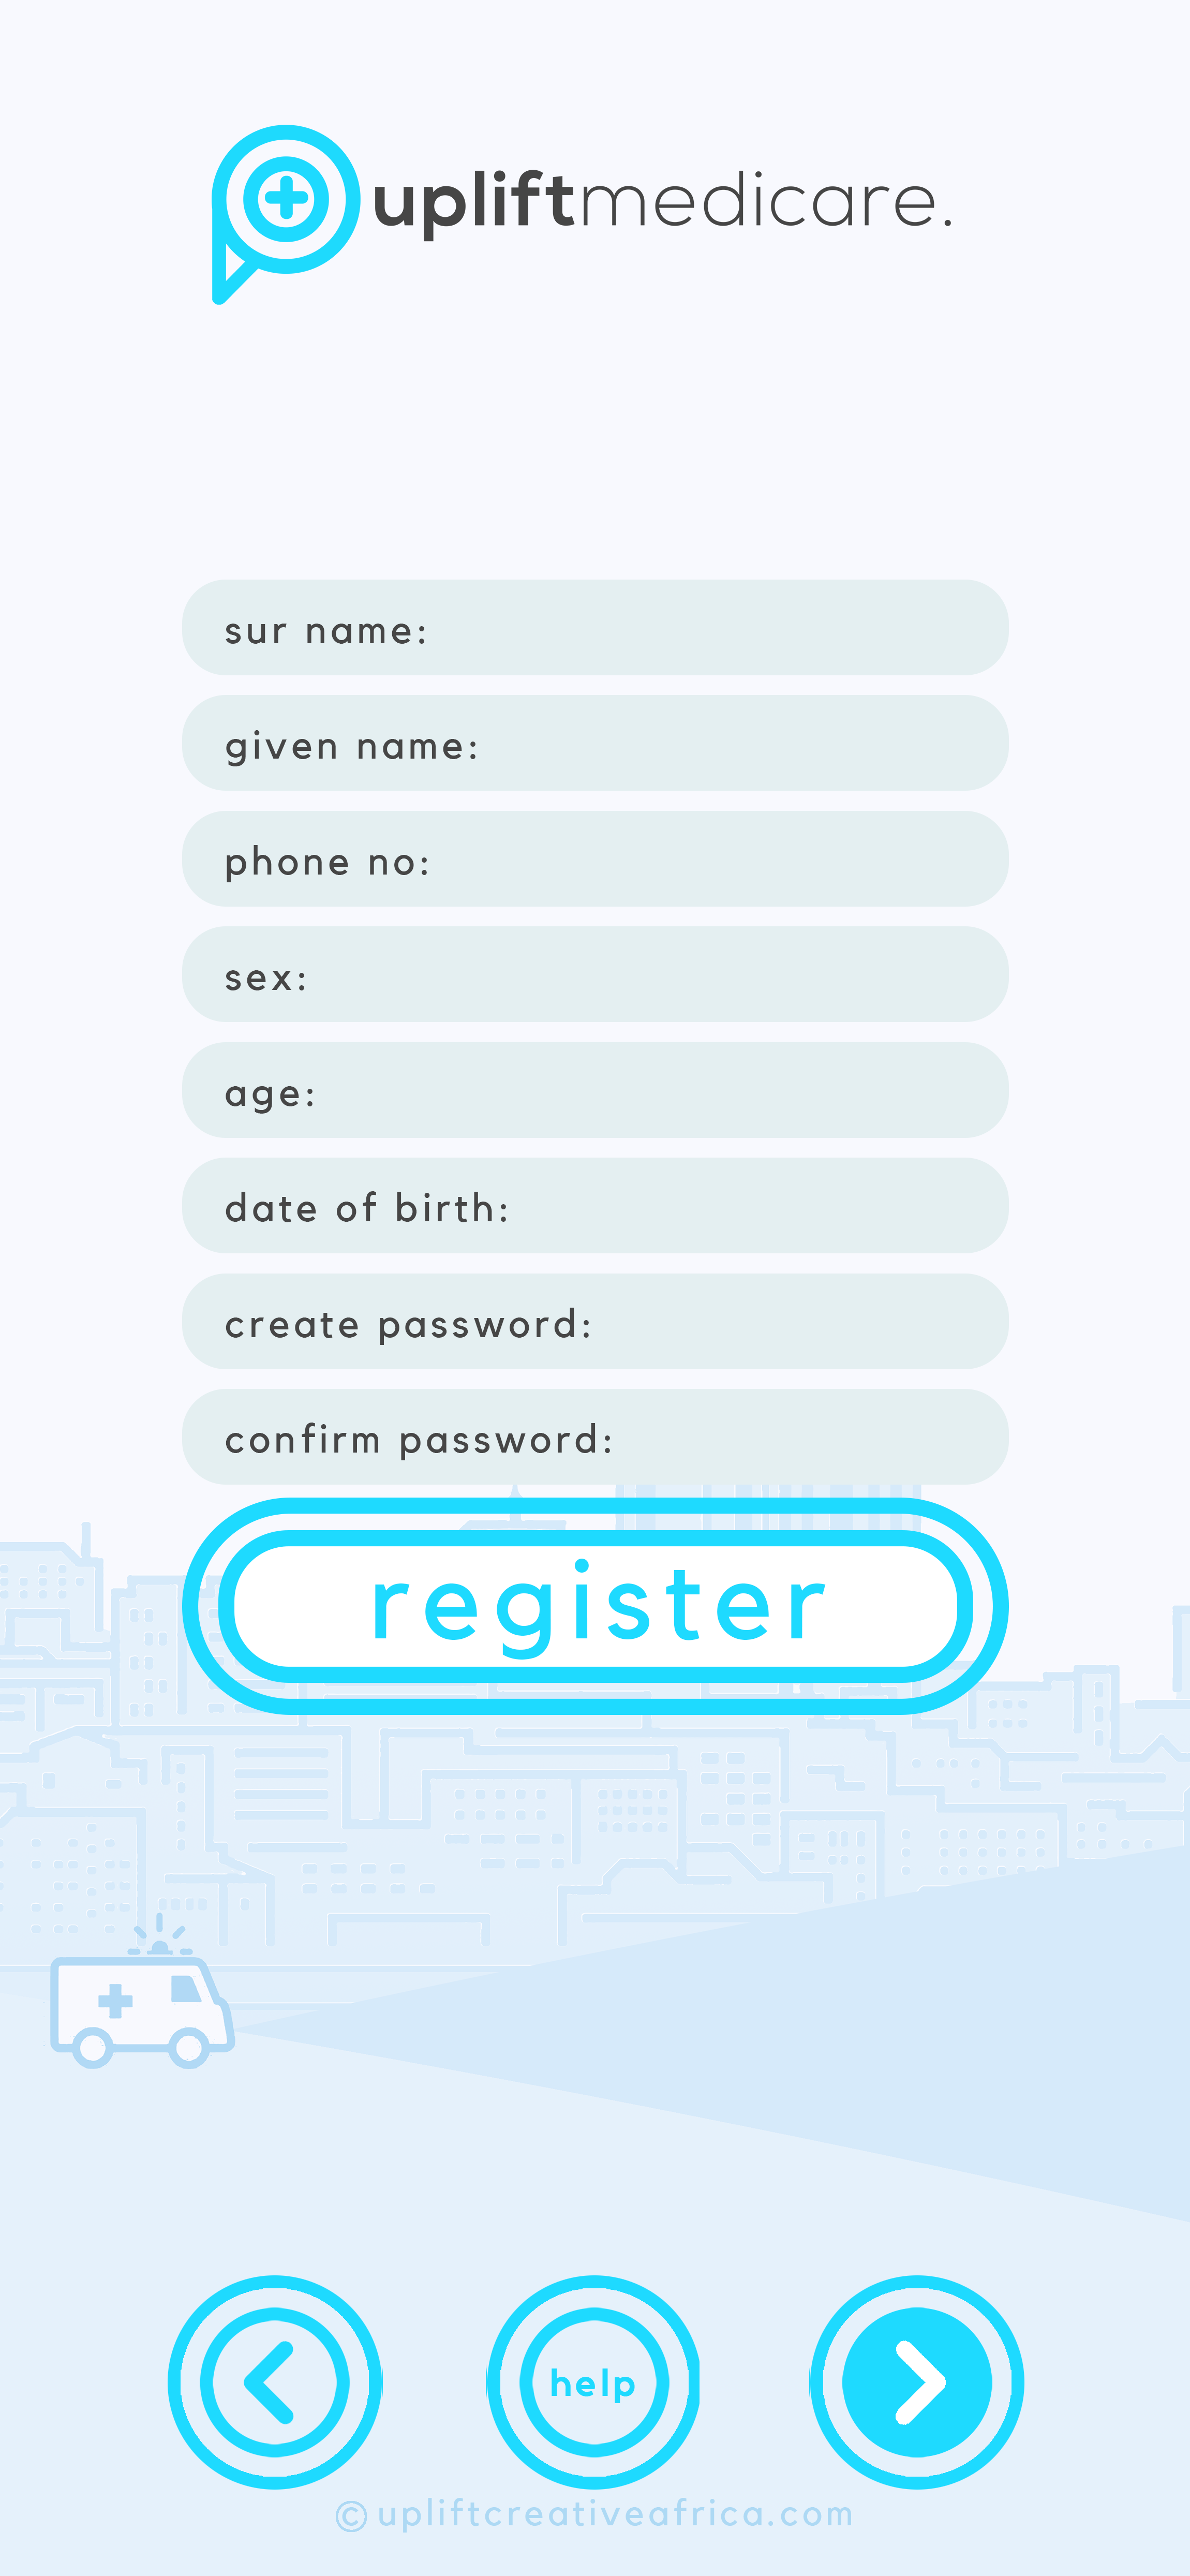 upliftmedicare.
sur name:
given name:
phone no:
sex:
age:
date of birth:
create password:
confirm password:
register
help
© upliftcreativeafrica.com